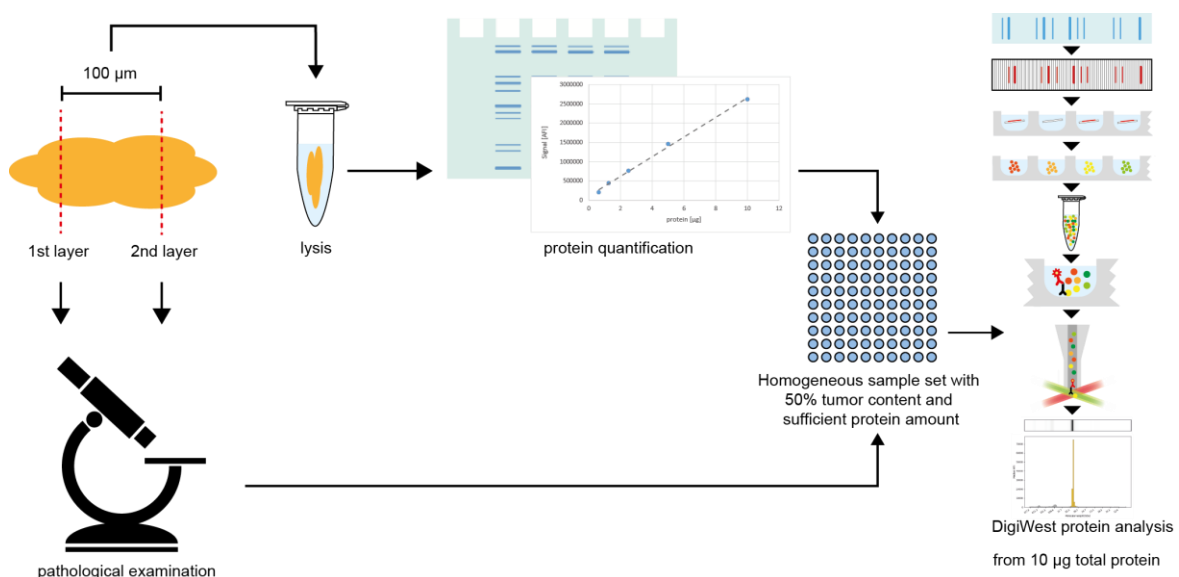 100 µm
1st layer
2nd layer
lysis
Signal [AFI]
3000000
2500000
2000000
1500000
1000000
500000
0
0
2
4
6
8
10
12
protein [µg]
protein quantification
Homogeneous sample set with
50% tumor content and
sufficient protein amount
pathological examination
DigiWest protein analysis
from 10 µg total protein